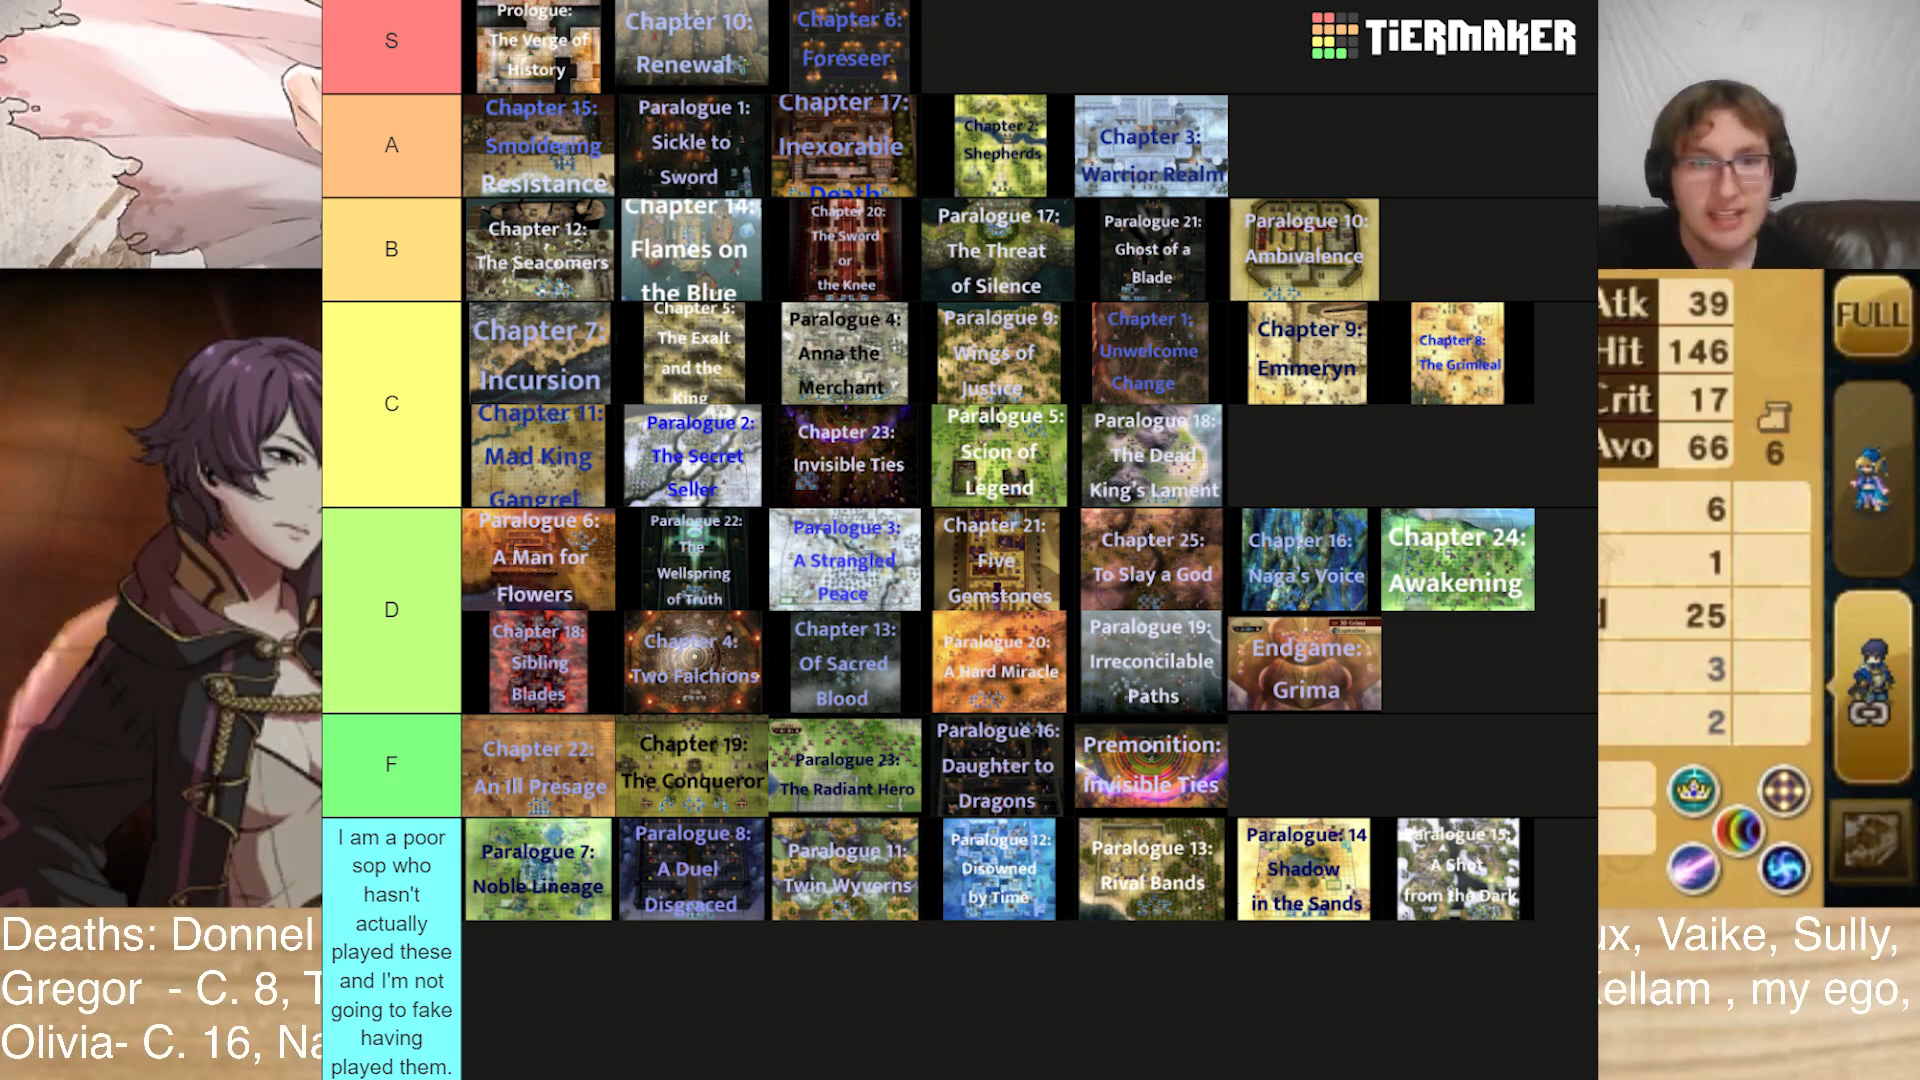 S
Prologue:
The Verge of
History
Chapter 10:
Renewal
Chapter 6:
Foreseer
TiERMAKER
A
Chapter 15:
Smoldering
Resistance
Paralogue 1:
Sickle to
Sword
Chapter 17:
Inexorable
Death
Chapter 2:
Shepherds
Chapter 3:
Warrior Realm
B
Chapter 12:
The Seacomers
Chapter 14:
Flames on
the Blue
Chapter 20:
The Sword
or
the Knee
Paralogue 17:
The Threat
of Silence
Paralogue 21:
Ghost of a
Blade
Paralogue 10:
Ambivalence
C
Chapter 7:
Incursion
Chapter 5:
The Exalt
and the
King
Paralogue 4:
Anna the
Merchant
Paralogue 9:
Wings of
Justice
Chapter 1:
Unwelcome
Change
Chapter 9:
Emmeryn
Chapter 8:
The Grimleal
Chapter 11:
Mad King
Gangrel
Paralogue 2:
The Secret
Seller
Chapter 23:
Invisible Ties
Paralogue 5:
Scion of
Legend
Paralogue 18:
The Dead
King's Lament
D
Paralogue 6:
A Man for
Flowers
Paralogue 22:
The
Wellspring
of Truth
Paralogue 3:
A Strangled
Peace
Chapter 21:
Five
Gemstones
Chapter 25:
To Slay a God
Chapter 16:
Naga's Voice
Chapter 24:
Awakening
Chapter 18:
Sibling
Blades
Chapter 4:
Two Falchions
Chapter 13:
Of Sacred
Blood
Paralogue 20:
A Hard Miracle
Paralogue 19:
Irreconcilable
Paths
Endgame:
Grima
F
Chapter 22:
An Ill Presage
Chapter 19:
The Conqueror
Paralogue 23:
The Radiant Hero
Paralogue 16:
Daughter to
Dragons
Premonition:
Invisible Ties
I am a poor
sop who
hasn't
actually
played these
and I'm not
going to fake
having
played them.
Paralogue 7:
Noble Lineage
Paralogue 8:
A Duel
Disgraced
Paralogue 11:
Twin Wyverns
Paralogue 12:
Disowned
by Time
Paralogue 13:
Rival Bands
Paralogue: 14
Shadow
in the Sands
Paralogue 15:
A Shot
from the Dark
Atk 39
Hit 146
Crit 17
Avo 66
6
FULL
6
1
25
3
2
Deaths: Donnel
Gregor - C. 8, T
Olivia- C. 16, Na
ux, Vaike, Sully,
Kellam , my ego,